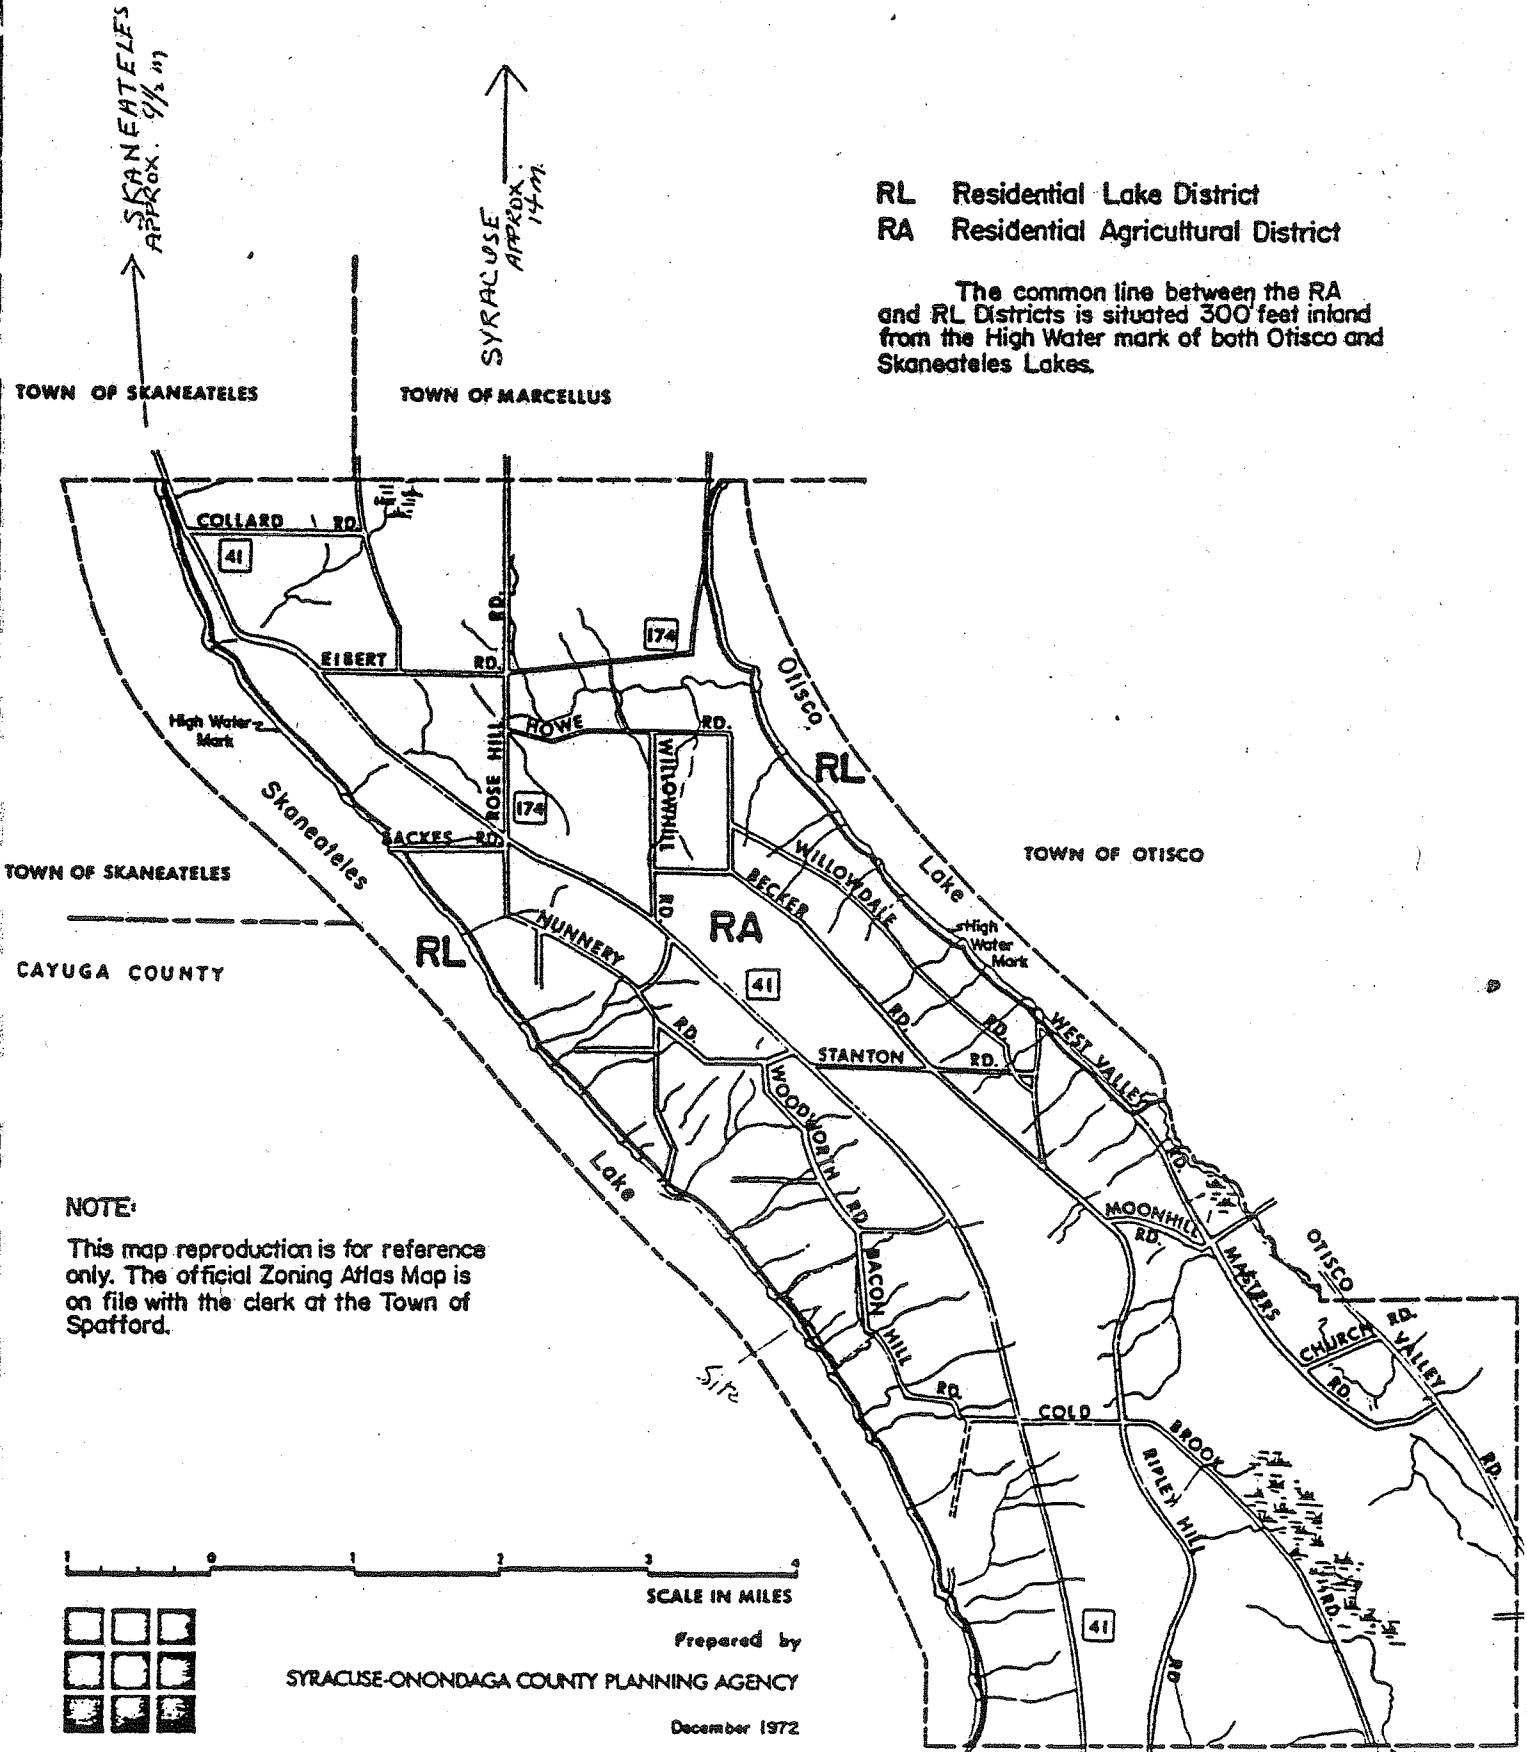 SKANEATELES
APPROX. 9½ m
SYRACUSE
APPROX.
14 m.
RL Residential Lake District
RA Residential Agricultural District
The common line between the RA
and RL Districts is situated 300 feet inland
from the High Water mark of both Otisco and
Skaneateles Lakes.
TOWN OF SKANEATELES
TOWN OF MARCELLUS
COLLARD RD.
41
RD.
174
EIBERT RD.
Otisco
High Water
Mark
HOWE RD.
ROSE HILL
WILLOWHILL
RL
Skaneateles
174
BACKES RD.
TOWN OF OTISCO
WILLOWDALE
Lake
TOWN OF SKANEATELES
BECKER
RD.
NUNNERY
RA
RL
High
Water
Mark
CAYUGA COUNTY
41
RD.
RD.
RD.
WEST VALLEY
STANTON RD.
WOODWORTH
Lake
RD.
NOTE:
RD.
MOONHILL
RD.
This map reproduction is for reference
only. The official Zoning Atlas Map is
on file with the clerk at the Town of
Spafford.
BACON
MASTERS
OTISCO
HILL
CHURCH RD.
VALLEY
Site
RD.
RD.
COLD
BROOK
RIPLEY HILL
RD.
1 0 1 2 3 4
SCALE IN MILES
RD.
41
Prepared by
RD
SYRACUSE-ONONDAGA COUNTY PLANNING AGENCY
December 1972